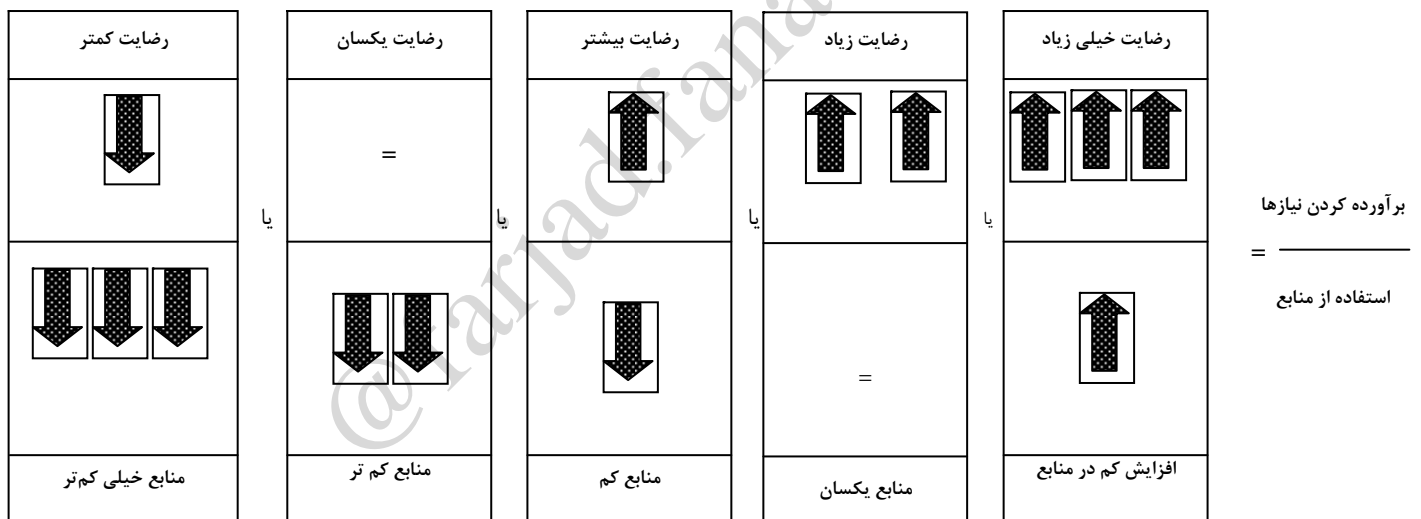 رضایت خیلی زیاد
رضایت زیاد
رضایت بیشتر
رضایت یکسان
رضایت کمتر
=
برآورده کردن نیازها
یا
یا
یا
یا
=
استفاده از منابع
=
افزایش کم در منابع
منابع یکسان
منابع کم
منابع کم تر
منابع خیلی کم‌تر